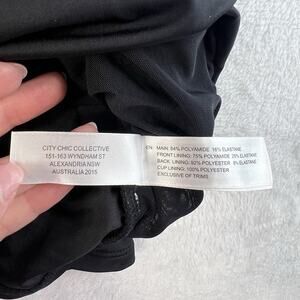 CITY CHIC COLLECTIVE
151-163 WYNDHAM ST
ALEXANDRIA NSW
AUSTRALIA 2015
EN: MAIN: 84% POLYAMIDE 16% ELASTANE
FRONT LINING: 75% POLYAMIDE 25% ELASTANE
BACK LINING: 92% POLYESTER 8% ELASTANE
CUP LINING: 100% POLYESTER
EXCLUSIVE OF TRIMS